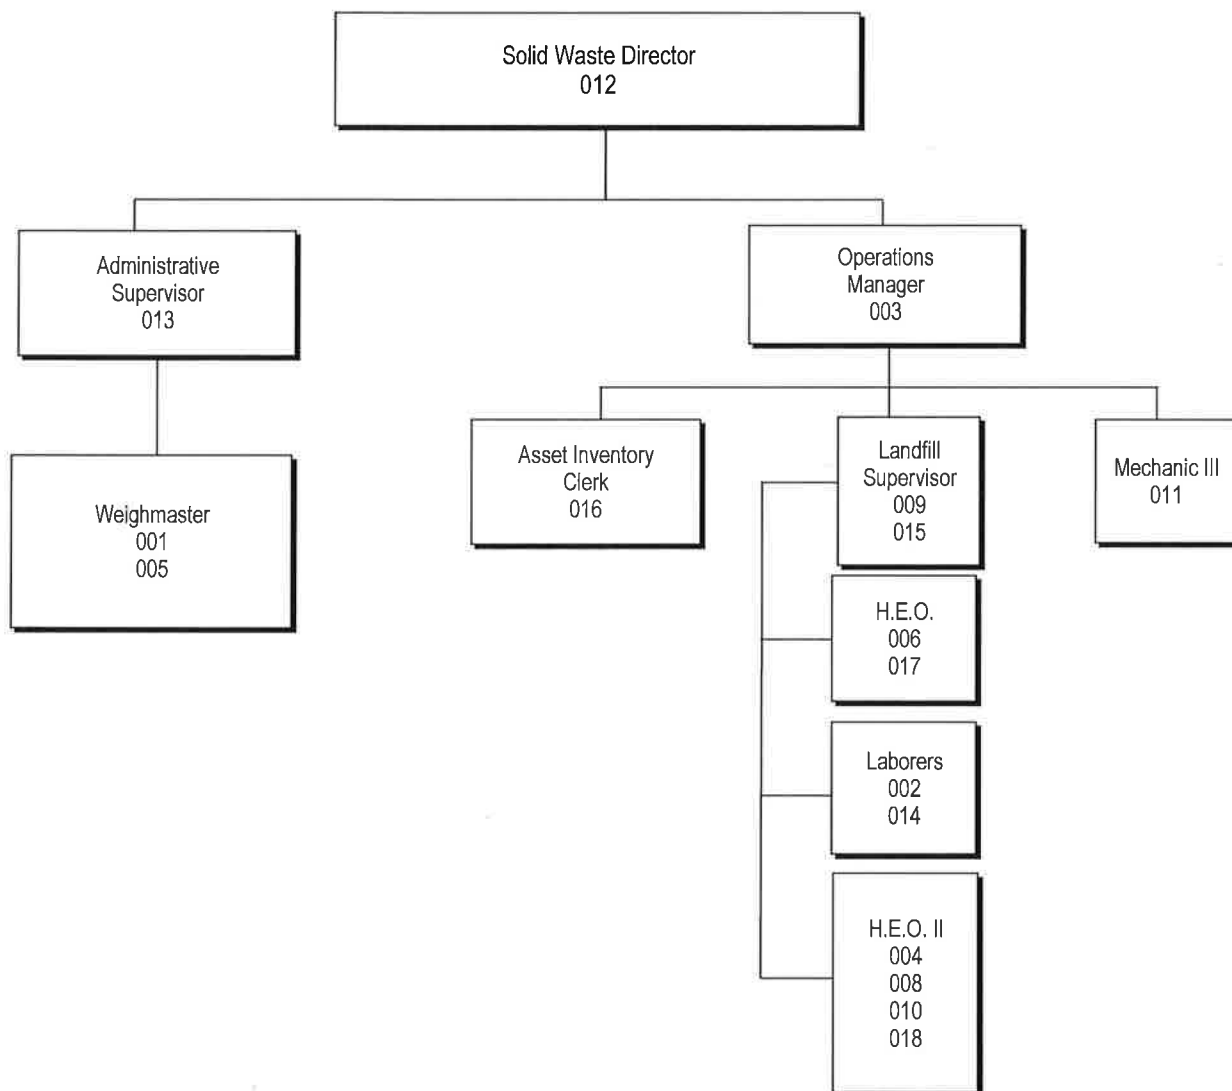 Solid Waste Director
012
Administrative
Supervisor
013
Operations
Manager
003
Weighmaster
001
005
Asset Inventory
Clerk
016
Landfill
Supervisor
009
015
Mechanic III
011
H.E.O.
006
017
Laborers
002
014
H.E.O. II
004
008
010
018